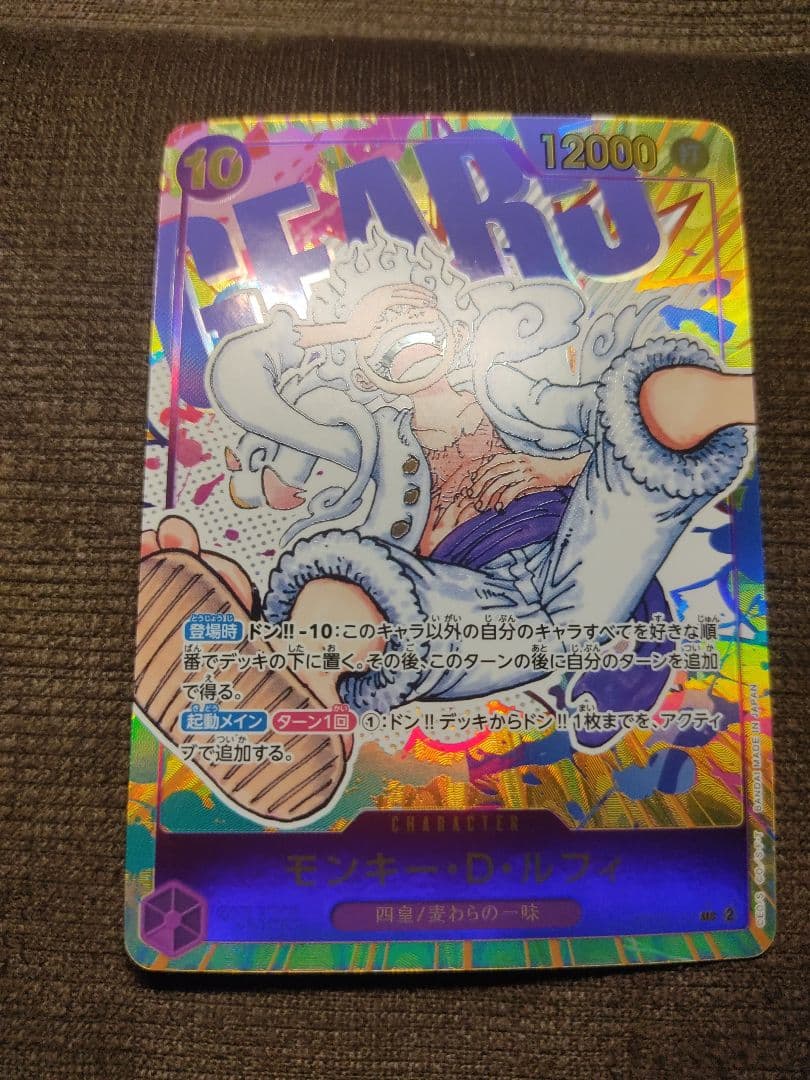 10
12000
GEAR5
登場時 ドン!! -10:このキャラ以外の自分のキャラすべてを好きな順
番でデッキの下に置く。その後、このターンの後に自分のターンを追加
で得る。
起動メイン ターン1回 ①:ドン!!デッキからドン!!1枚までを、アクティ
ブで追加する。
CHARACTER
モンキー・D・ルフィ
四皇/麦わらの一味
2
BANDAI MADE IN JAPAN